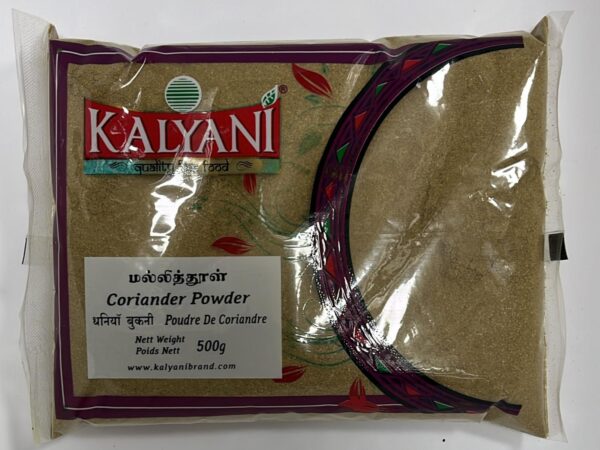 KALYANI®
quality fine food
மல்லித்தூள்
Coriander Powder
धनियाँ बुकनी Poudre De Coriandre
Nett Weight
Poids Nett 500g
www.kalyanibrand.com